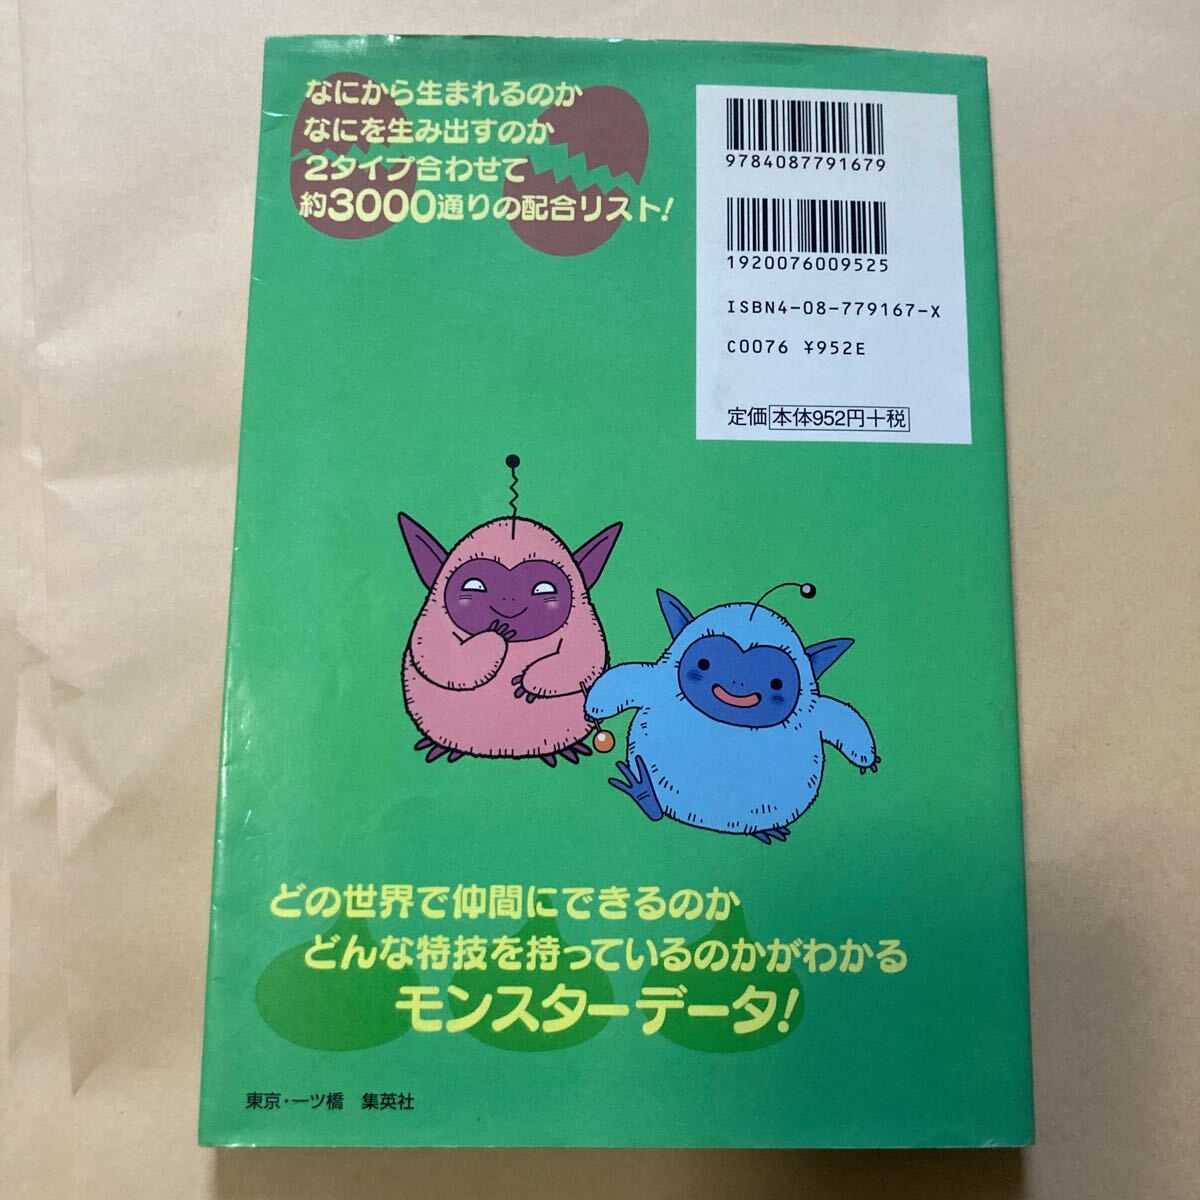 なにから生まれるのか
なにを生み出すのか
2タイプ合わせて
約3000通りの配合リスト!
9784087791679
1920076009525
ISBN4-08-779167-X
C0076 ¥952E
定価 本体952円+税
どの世界で仲間にできるのか
どんな特技を持っているのかがわかる
モンスターデータ!
東京・一ツ橋 集英社